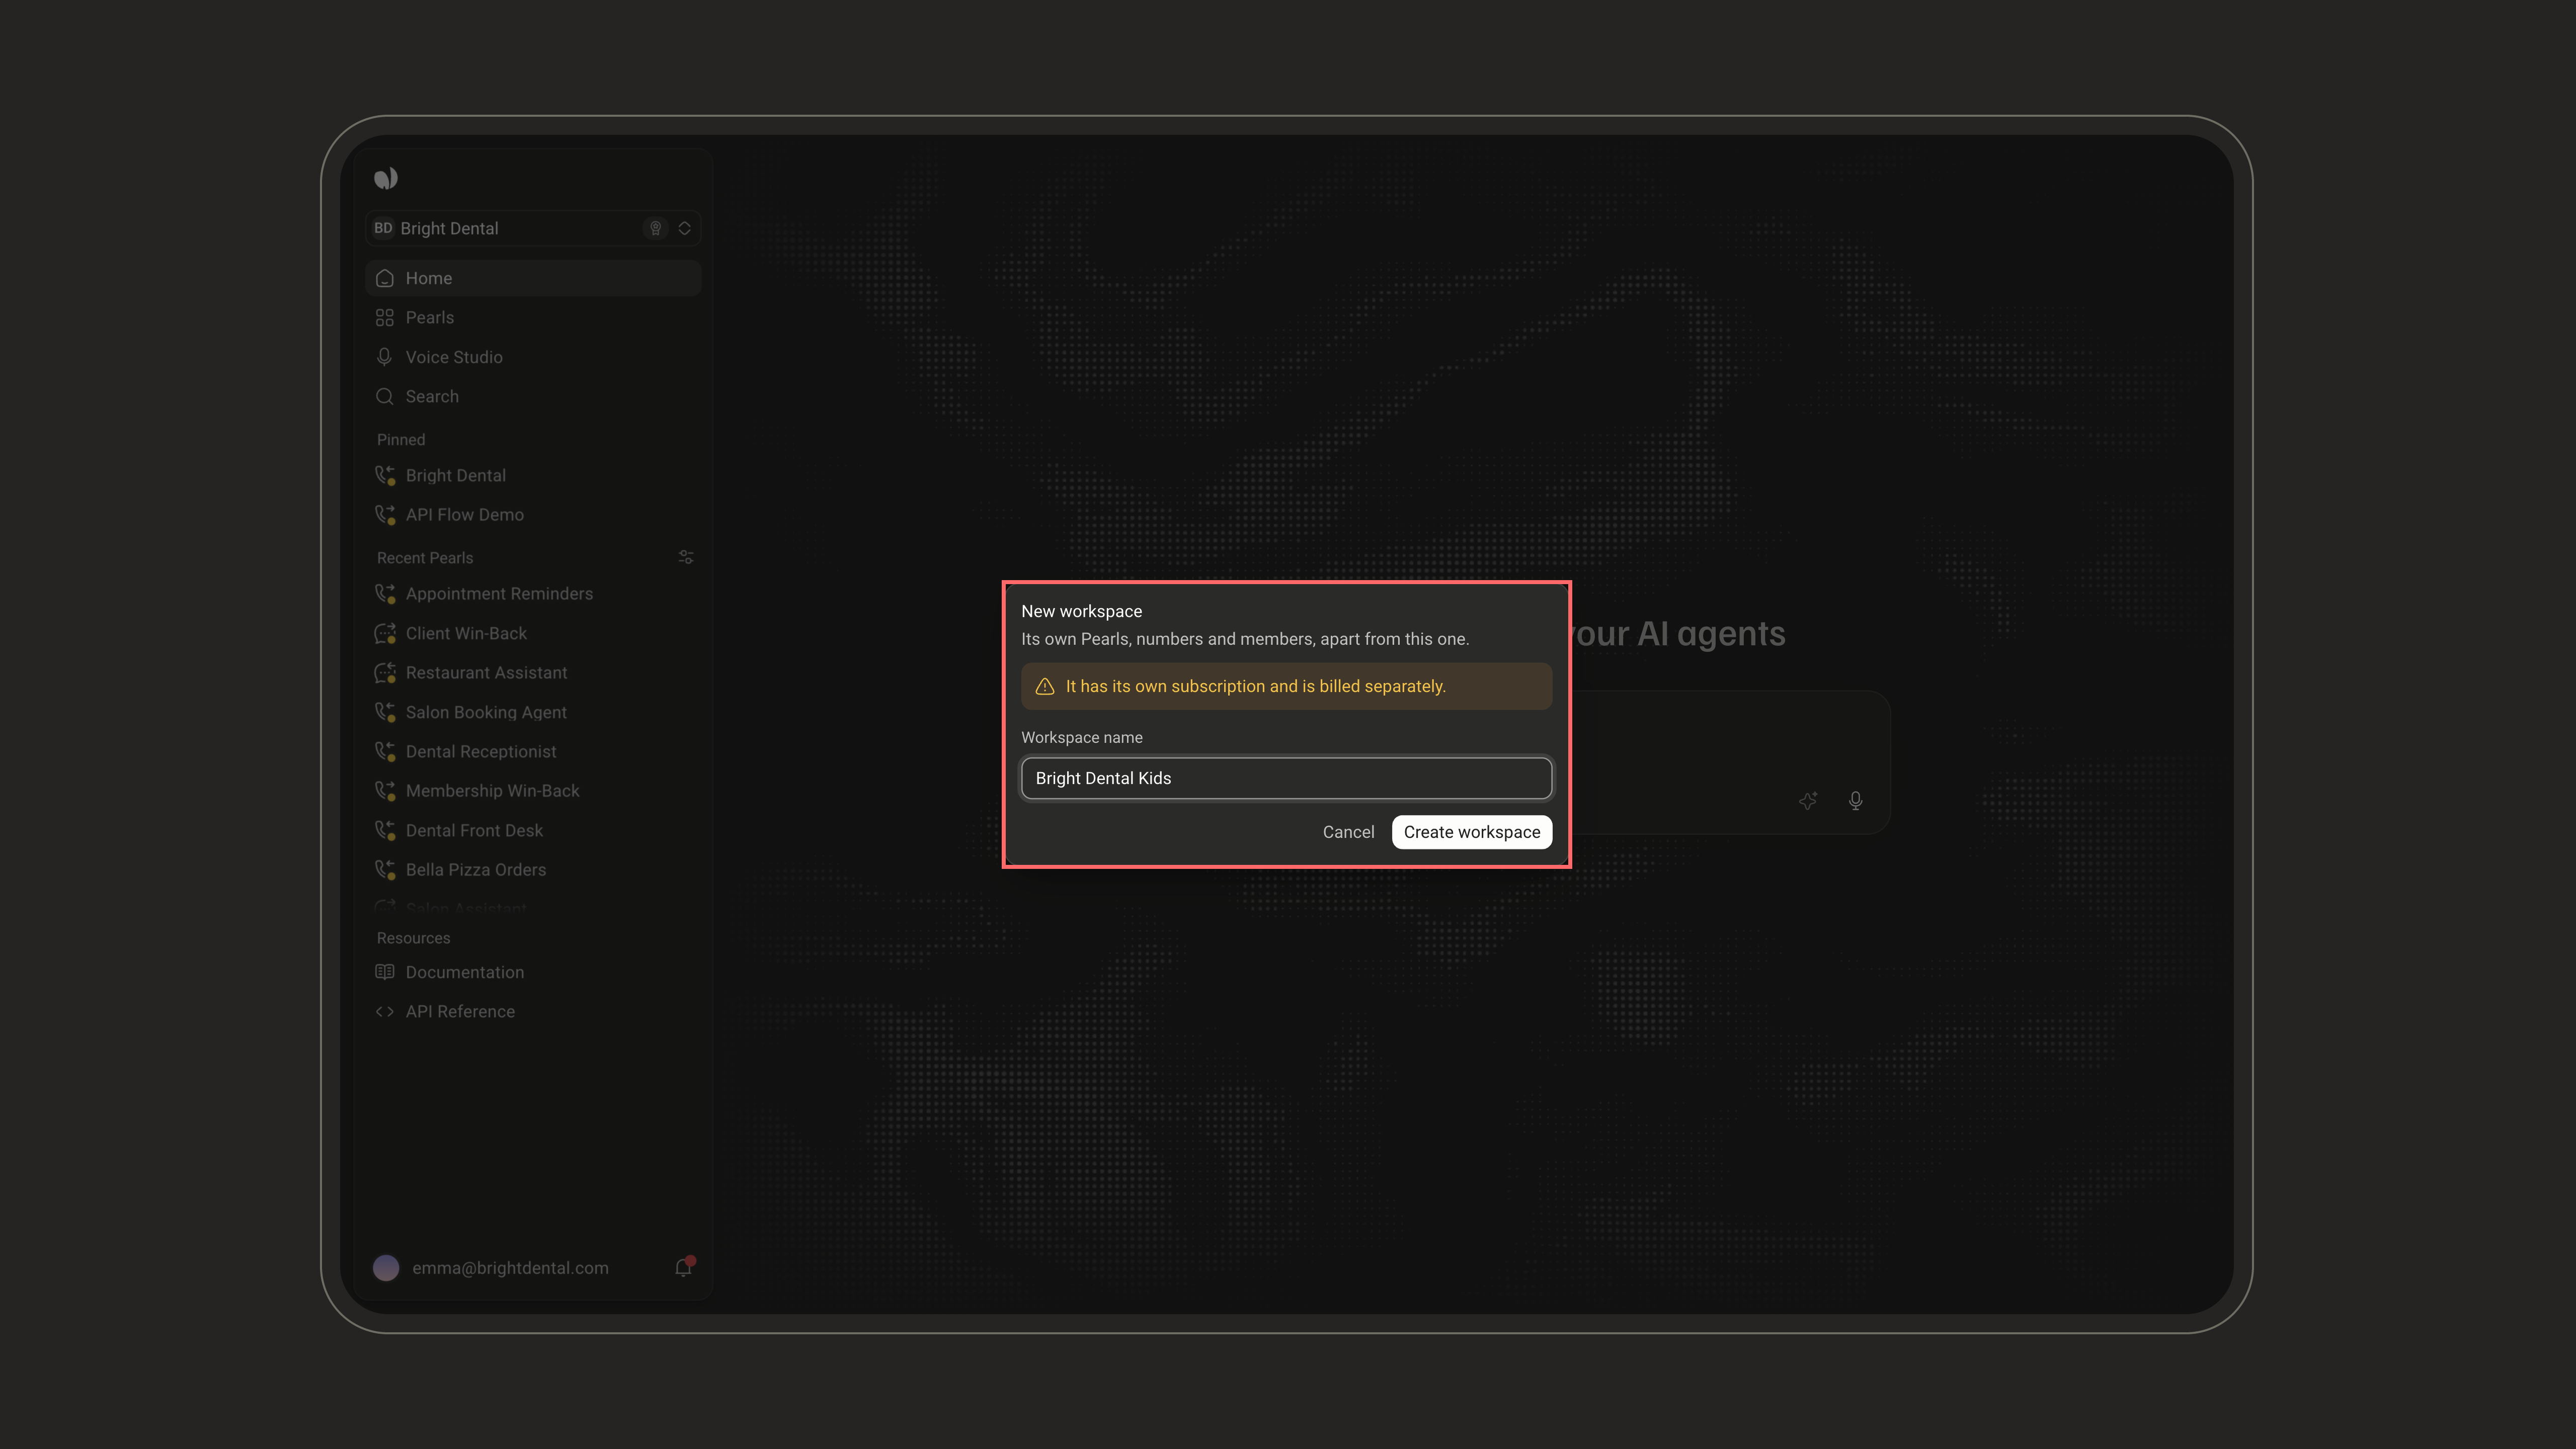 BD Bright Dental
Home
Pearls
Voice Studio
Search
Pinned
Bright Dental
API Flow Demo
Recent Pearls
Appointment Reminders
Client Win-Back
Restaurant Assistant
Salon Booking Agent
Dental Receptionist
Membership Win-Back
Dental Front Desk
Bella Pizza Orders
Salon Assistant
Resources
Documentation
API Reference
emma@brightdental.com
your AI agents
New workspace
Its own Pearls, numbers and members, apart from this one.
It has its own subscription and is billed separately.
Workspace name
Bright Dental Kids
Cancel
Create workspace